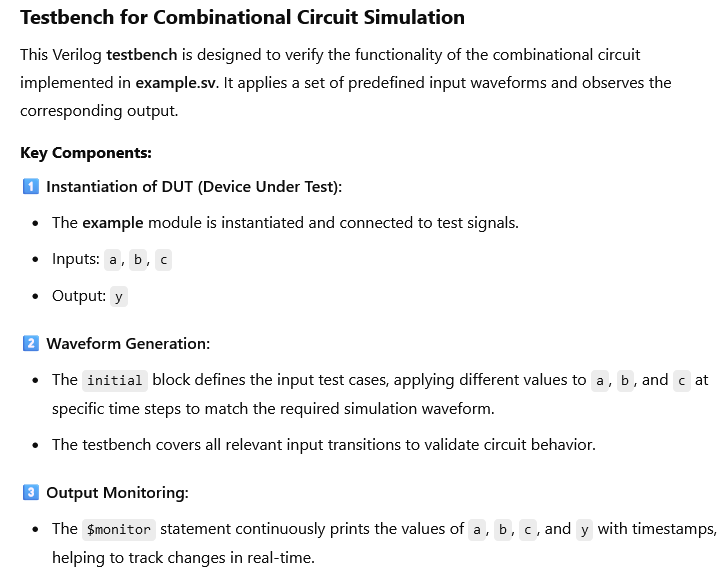 Testbench for Combinational Circuit Simulation
This Verilog testbench is designed to verify the functionality of the combinational circuit
implemented in example.sv. It applies a set of predefined input waveforms and observes the
corresponding output.
Key Components:
1️⃣ Instantiation of DUT (Device Under Test):
• The example module is instantiated and connected to test signals.
• Inputs: a, b, c
• Output: y
2️⃣ Waveform Generation:
• The initial block defines the input test cases, applying different values to a, b, and c at
specific time steps to match the required simulation waveform.
• The testbench covers all relevant input transitions to validate circuit behavior.
3️⃣ Output Monitoring:
• The $monitor statement continuously prints the values of a, b, c, and y with timestamps,
helping to track changes in real-time.